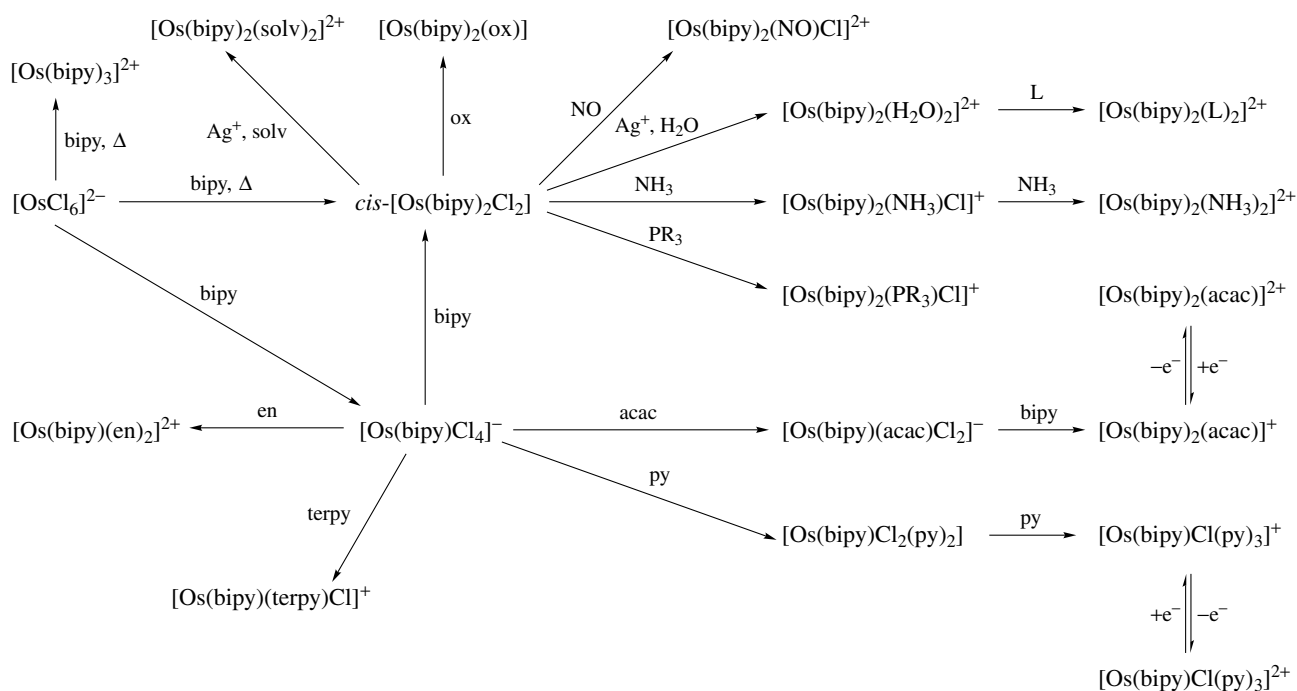 [Os(bipy)₂(solv)₂]²⁺ [Os(bipy)₂(ox)] [Os(bipy)₂(NO)Cl]²⁺
[Os(bipy)₃]²⁺
NO [Os(bipy)₂(H₂O)₂]²⁺ L [Os(bipy)₂(L)₂]²⁺
bipy, Δ Ag⁺, solv ox Ag⁺, H₂O
[OsCl₆]²⁻ bipy, Δ cis-[Os(bipy)₂Cl₂] NH₃ [Os(bipy)₂(NH₃)Cl]⁺ NH₃ [Os(bipy)₂(NH₃)₂]²⁺
PR₃
bipy bipy [Os(bipy)₂(PR₃)Cl]⁺ [Os(bipy)₂(acac)]²⁺
–e⁻ +e⁻
[Os(bipy)(en)₂]²⁺ en [Os(bipy)Cl₄]⁻ acac [Os(bipy)(acac)Cl₂]⁻ bipy [Os(bipy)₂(acac)]⁺
py
terpy [Os(bipy)Cl₂(py)₂] py [Os(bipy)Cl(py)₃]⁺
[Os(bipy)(terpy)Cl]⁺ +e⁻ –e⁻
[Os(bipy)Cl(py)₃]²⁺